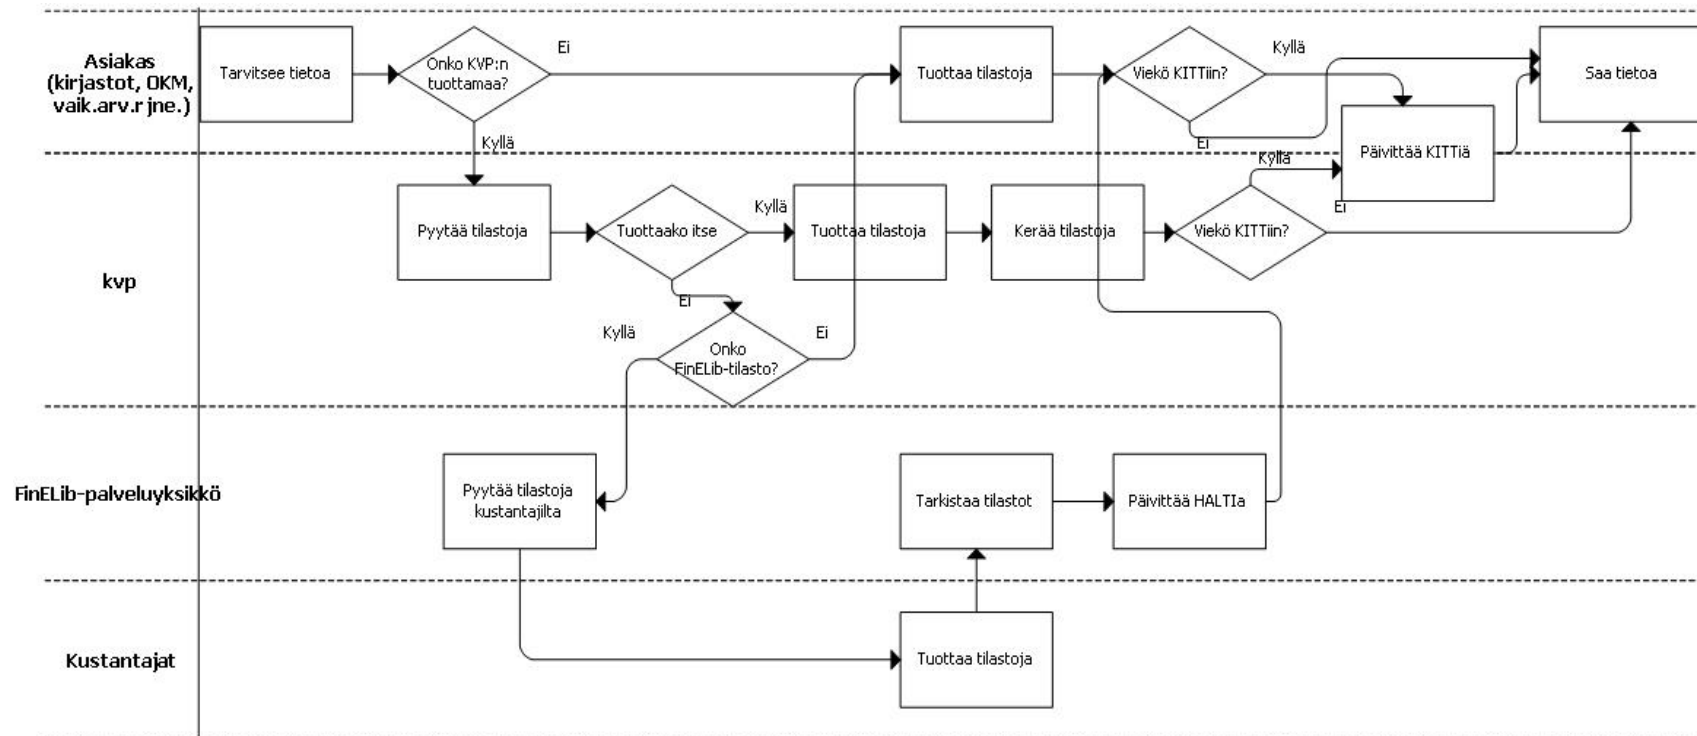 Asiakas
(kirjastot, OKM,
vaik.arv.r jne.)
Tarvitsee tietoa
Onko KVP:n
tuottamaa?
Ei
Kyllä
Tuottaa tilastoja
Viekö KITTiin?
Kyllä
Ei
Saa tietoa
Päivittää KITTiä
kvp
Pyytää tilastoja
Tuottaako itse
Kyllä
Ei
Tuottaa tilastoja
Kerää tilastoja
Viekö KITTiin?
Kyllä
Ei
Onko
FinELib-tilasto?
Kyllä
Ei
FinELib-palveluyksikkö
Pyytää tilastoja
kustantajilta
Tarkistaa tilastot
Päivittää HALTIa
Kustantajat
Tuottaa tilastoja